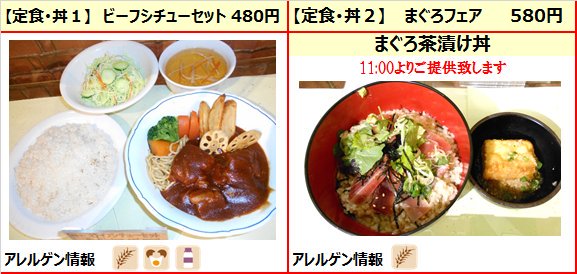 【定食・丼１】 ビーフシチューセット 480円
アレルゲン情報
【定食・丼２】 まぐろフェア 580円
まぐろ茶漬け丼
11:00よりご提供致します
アレルゲン情報